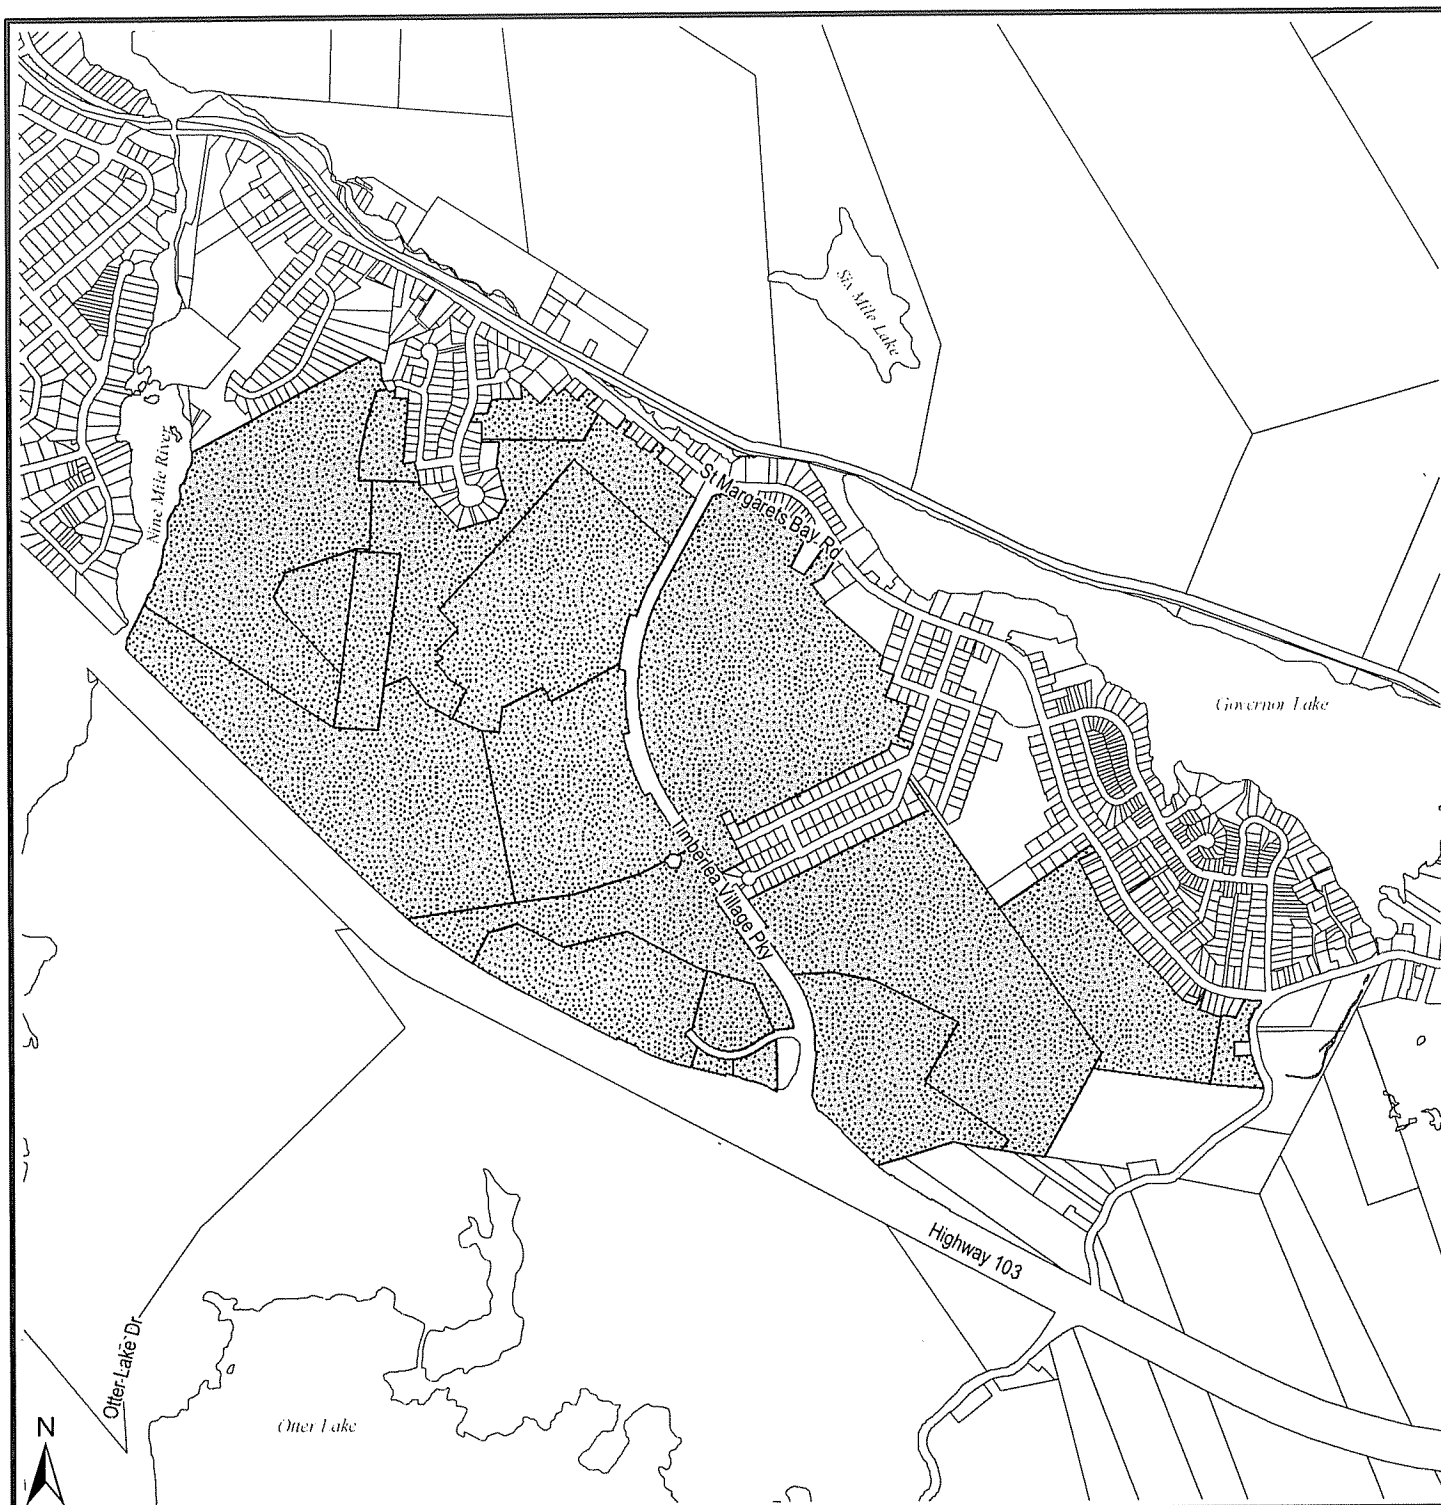 Six Mile Lake
Nine Mile River
St Margarets Bay Rd
Governor Lake
Timberlea Village Pky
Highway 103
Otter Lake Dr
Otter Lake
N